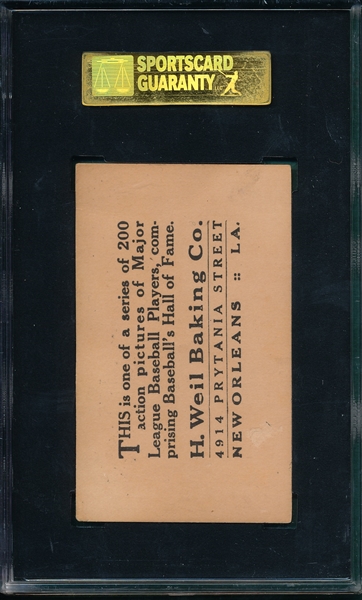 SPORTSCARD
GUARANTY
THIS is one of a series of 200
action pictures of Major
League Baseball Players, com-
prising Baseball's Hall of Fame.
H. Weil Baking Co.
4914 PRYTANIA STREET
NEW ORLEANS :: LA.